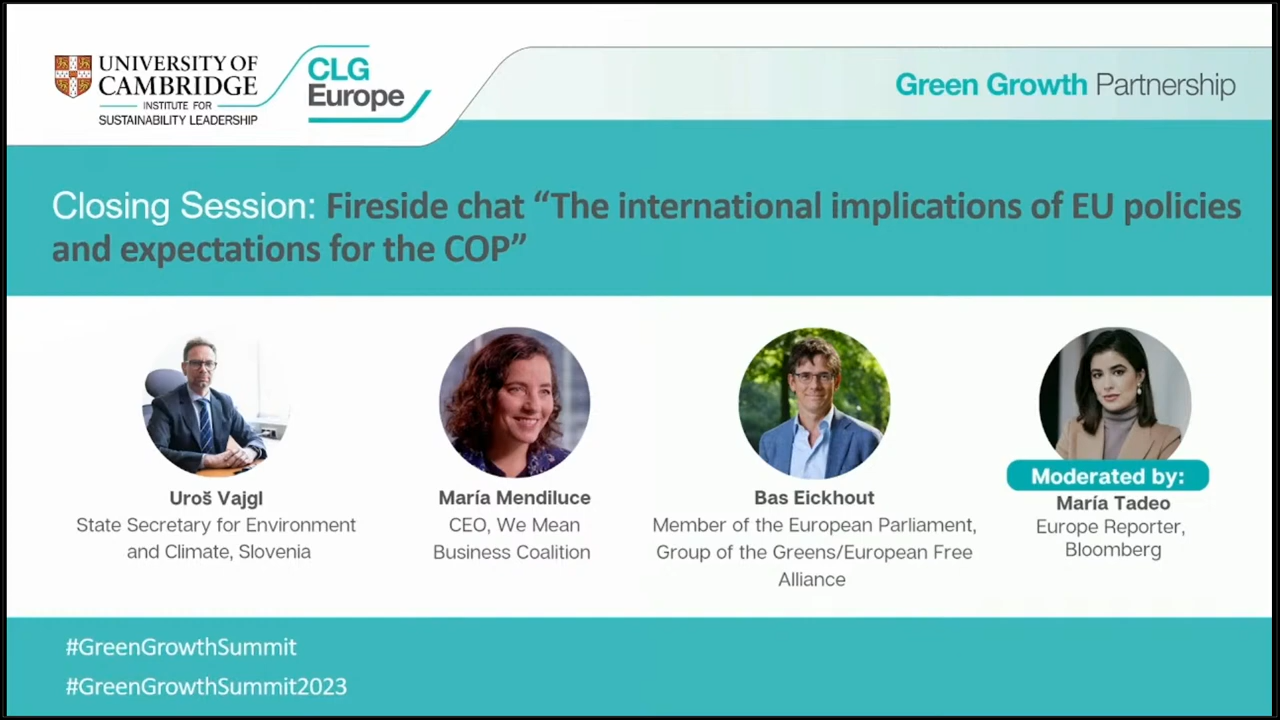 UNIVERSITY OF
CAMBRIDGE
INSTITUTE FOR
SUSTAINABILITY LEADERSHIP
CLG
Europe
Green Growth Partnership
Closing Session: Fireside chat “The international implications of EU policies
and expectations for the COP”
Uroš Vajgl
State Secretary for Environment
and Climate, Slovenia
María Mendiluce
CEO, We Mean
Business Coalition
Bas Eickhout
Member of the European Parliament,
Group of the Greens/European Free
Alliance
Moderated by:
María Tadeo
Europe Reporter,
Bloomberg
#GreenGrowthSummit
#GreenGrowthSummit2023